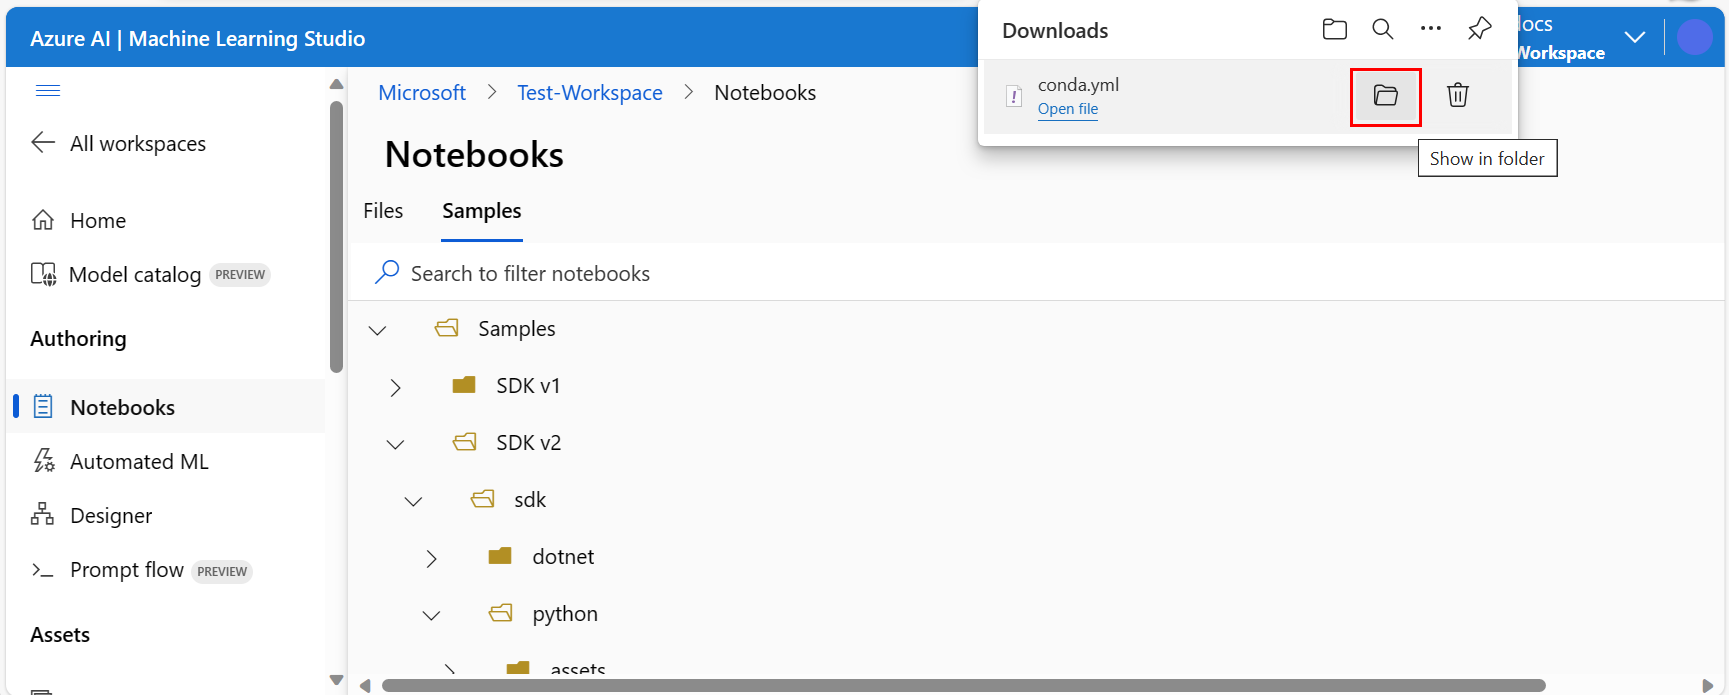 Azure AI | Machine Learning Studio
Downloads
Workspace
conda.yml
Open file
Show in folder
All workspaces
Home
Model catalog PREVIEW
Authoring
Notebooks
Automated ML
Designer
Prompt flow PREVIEW
Assets
Microsoft > Test-Workspace > Notebooks
Notebooks
Files Samples
Search to filter notebooks
Samples
SDK v1
SDK v2
sdk
dotnet
python
assets